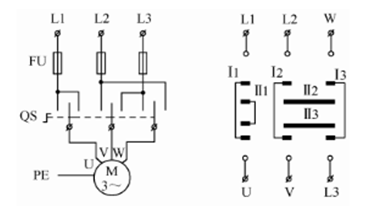 L1 L2 L3
FU
QS
U V W
PE
M
3～
L1 L2 W
I1 II1 I2 II2 I3
II3
U V L3